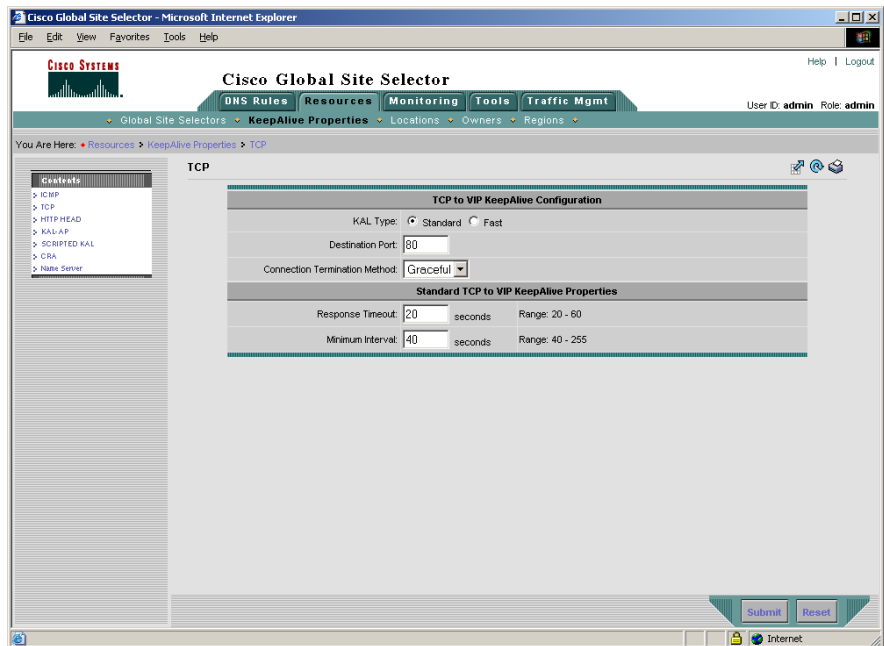 Cisco Global Site Selector - Microsoft Internet Explorer
File Edit View Favorites Tools Help
CISCO SYSTEMS
Help | Logout
Cisco Global Site Selector
DNS Rules Resources Monitoring Tools Traffic Mgmt
User ID: admin Role: admin
Global Site Selectors KeepAlive Properties Locations Owners Regions
You Are Here: Resources KeepAlive Properties TCP
TCP
Contents
ICMP
TCP
HTTP HEAD
KAL-AP
SCRIPTED KAL
CRA
Name Server
TCP to VIP KeepAlive Configuration
KAL Type: Standard Fast
Destination Port: 80
Connection Termination Method: Graceful
Standard TCP to VIP KeepAlive Properties
Response Timeout: 20 seconds Range: 20 - 60
Minimum Interval: 40 seconds Range: 40 - 255
Submit Reset
Internet